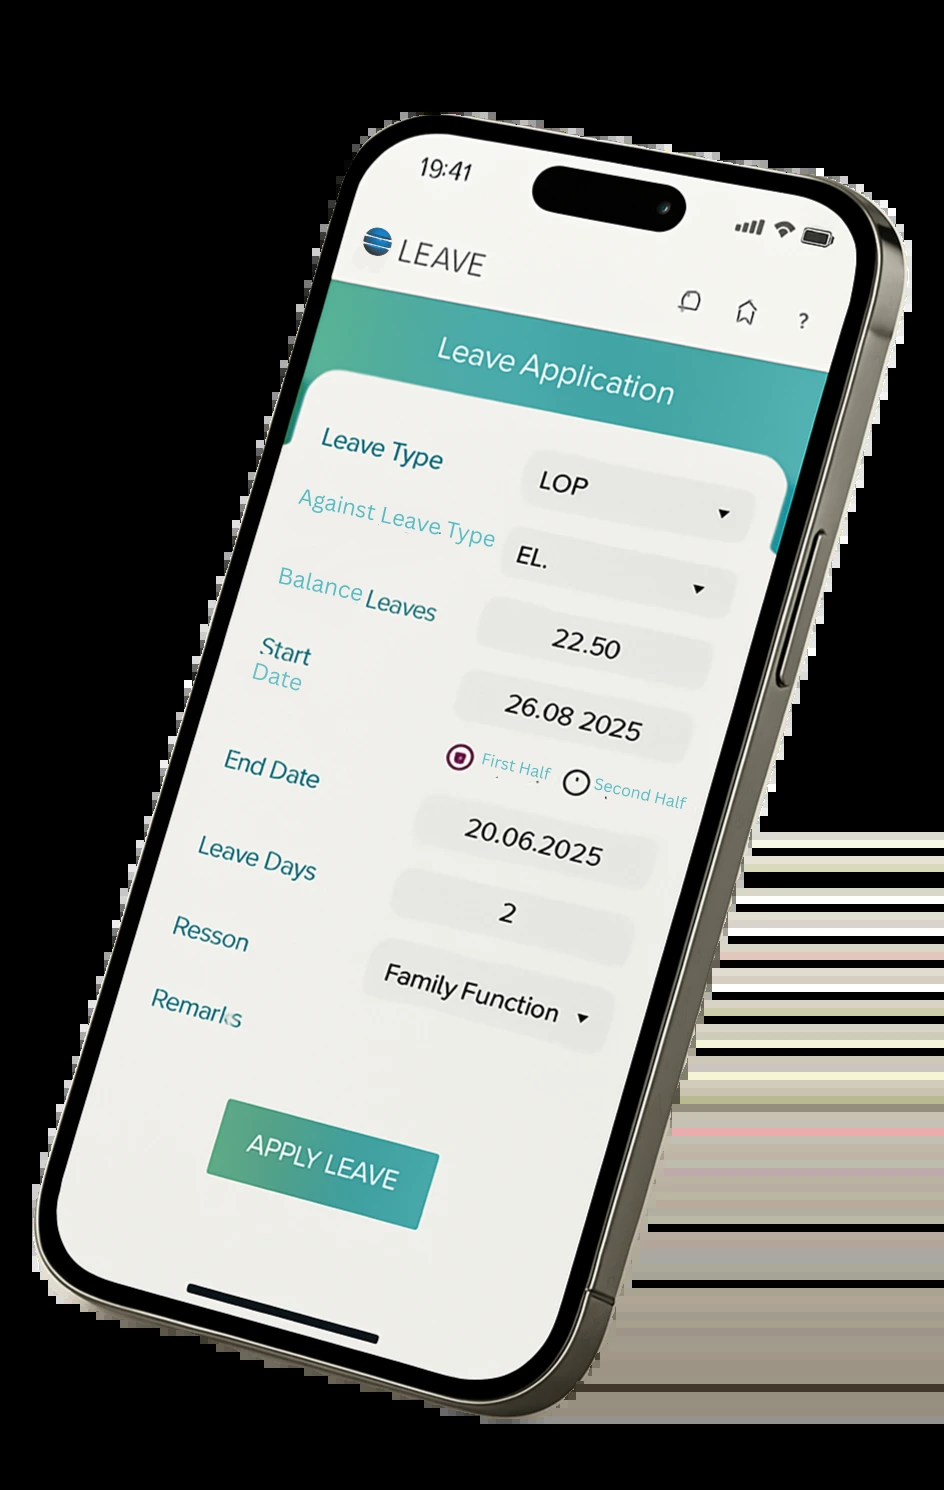 19:41
LEAVE
?
Leave Application
Leave Type
LOP
Against Leave Type
EL.
Balance Leaves
22.50
Start
Date
26.08 2025
First Half
Second Half
End Date
20.06.2025
Leave Days
2
Resson
Family Function
Remarks
APPLY LEAVE